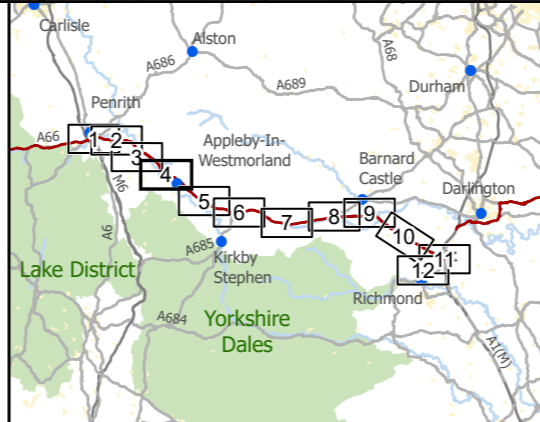 Carlisle
Alston
A686
A68
A689
Durham
Penrith
A66
1
2
3
4
Appleby-In-
Westmorland
Barnard
Castle
M6
A6
5
6
7
8
9
10
11
12
Darlington
A685
Kirkby
Stephen
Lake District
Richmond
A684
Yorkshire
Dales
A1(M)